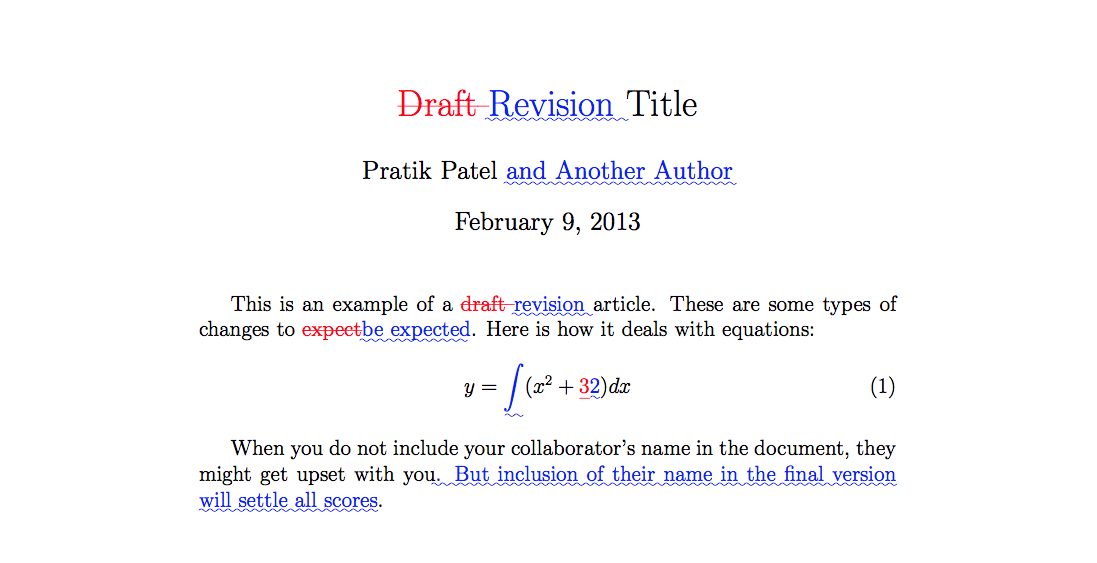 Draft Revision Title
Pratik Patel and Another Author
February 9, 2013
This is an example of a draft revision article. These are some types of
changes to expectbe expected. Here is how it deals with equations:
y = ∫(x² + 32)dx (1)
When you do not include your collaborator's name in the document, they
might get upset with you. But inclusion of their name in the final version
will settle all scores.